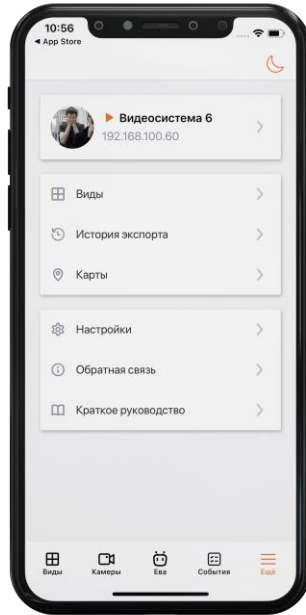 10:56
◀ App Store
Видеосистема 6
192.168.100.60
Виды
История экспорта
Карты
Настройки
Обратная связь
Краткое руководство
Виды Камеры Ева События Ещё